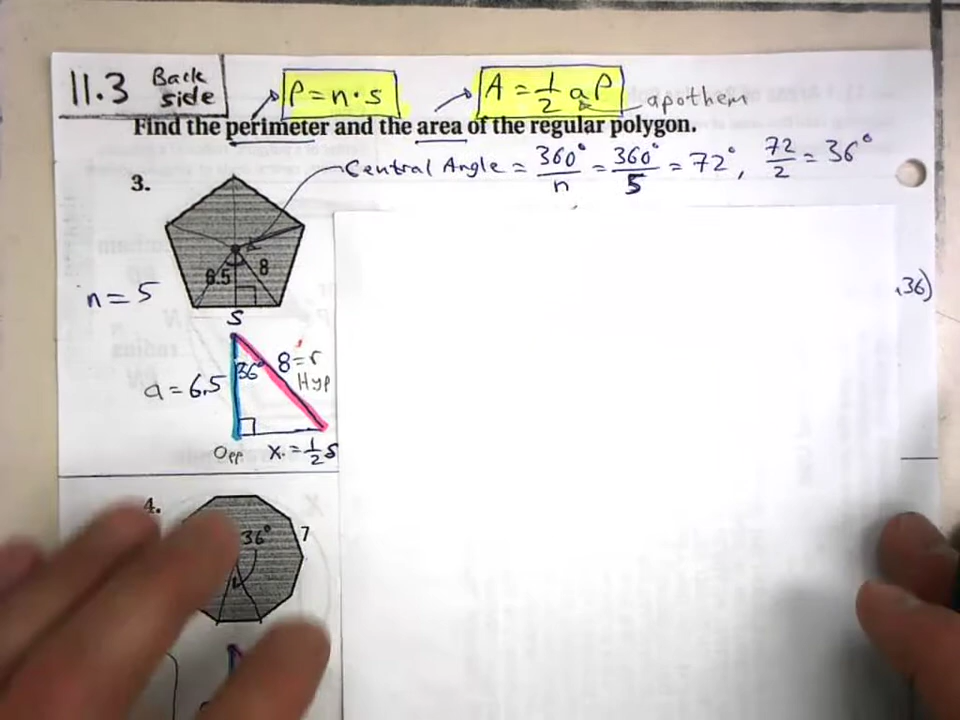 11.3 Back side
P = n · s
A = 1/2 a P
apothem
Find the perimeter and the area of the regular polygon.
Central Angle = 360°/n = 360°/5 = 72°, 72/2 = 36°
3.
6.5 8
n = 5
,36)
s
36° 8 = r
Hyp
a = 6.5
Opp x = 1/2 s
4.
36° 7